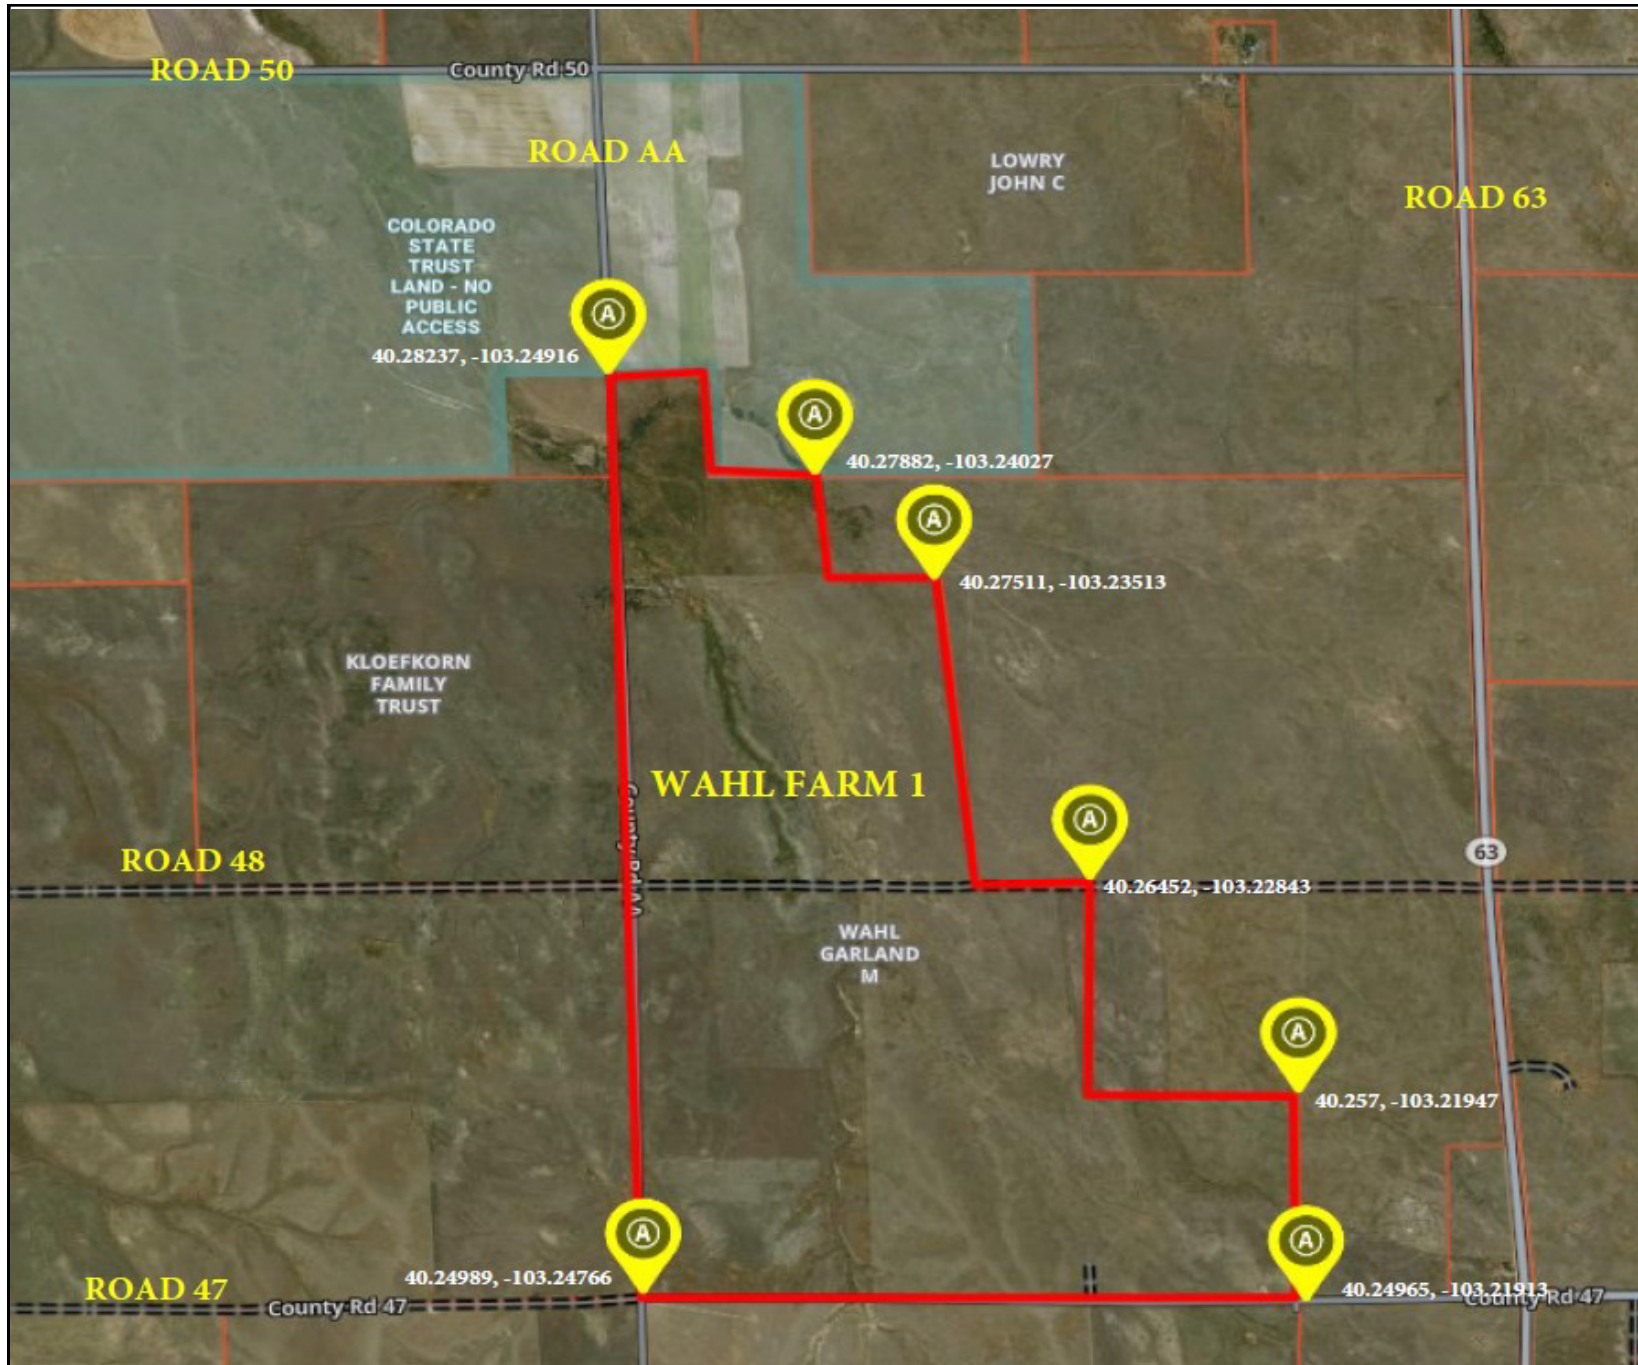 ROAD 50
County Rd 50
ROAD AA
LOWRY
JOHN C
ROAD 63
COLORADO
STATE
TRUST
LAND - NO
PUBLIC
ACCESS
A
40.28237, -103.24916
A
40.27882, -103.24027
A
40.27511, -103.23513
KLOEFKORN
FAMILY
TRUST
WAHL FARM 1
County Rd AA
A
ROAD 48
63
40.26452, -103.22843
WAHL
GARLAND
M
A
40.257, -103.21947
A
A
40.24989, -103.24766
ROAD 47
County Rd 47
40.24965, -103.21913
County Rd 47